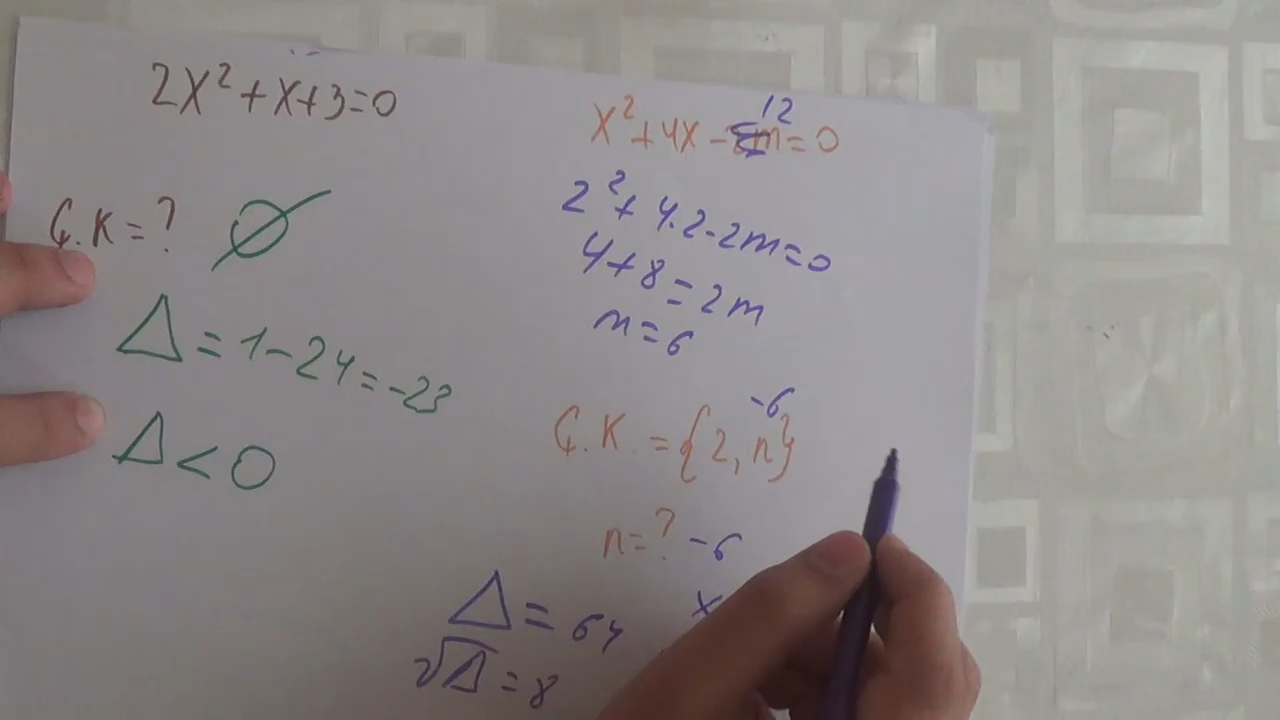 2x²+x+3=0
Ç.K=? ∅
Δ=1-24=-23
Δ<0
12
x²+4x-2m=0
2²+4.2-2m=0
4+8=2m
m=6
-6
Ç.K.={2,n}
n=? -6
x
Δ=64
√Δ=8